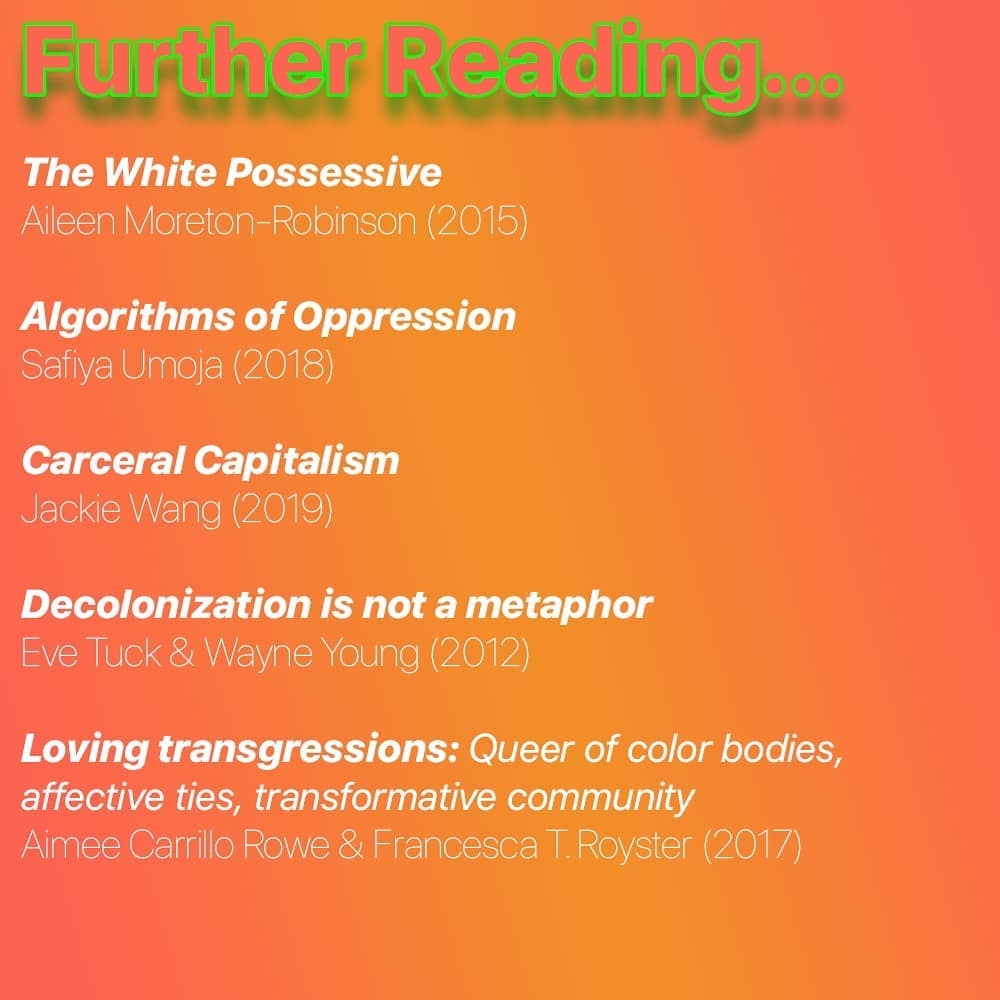 Further Reading...
The White Possessive
Aileen Moreton-Robinson (2015)
Algorithms of Oppression
Safiya Umoja (2018)
Carceral Capitalism
Jackie Wang (2019)
Decolonization is not a metaphor
Eve Tuck & Wayne Young (2012)
Loving transgressions: Queer of color bodies,
affective ties, transformative community
Aimee Carrillo Rowe & Francesca T. Royster (2017)